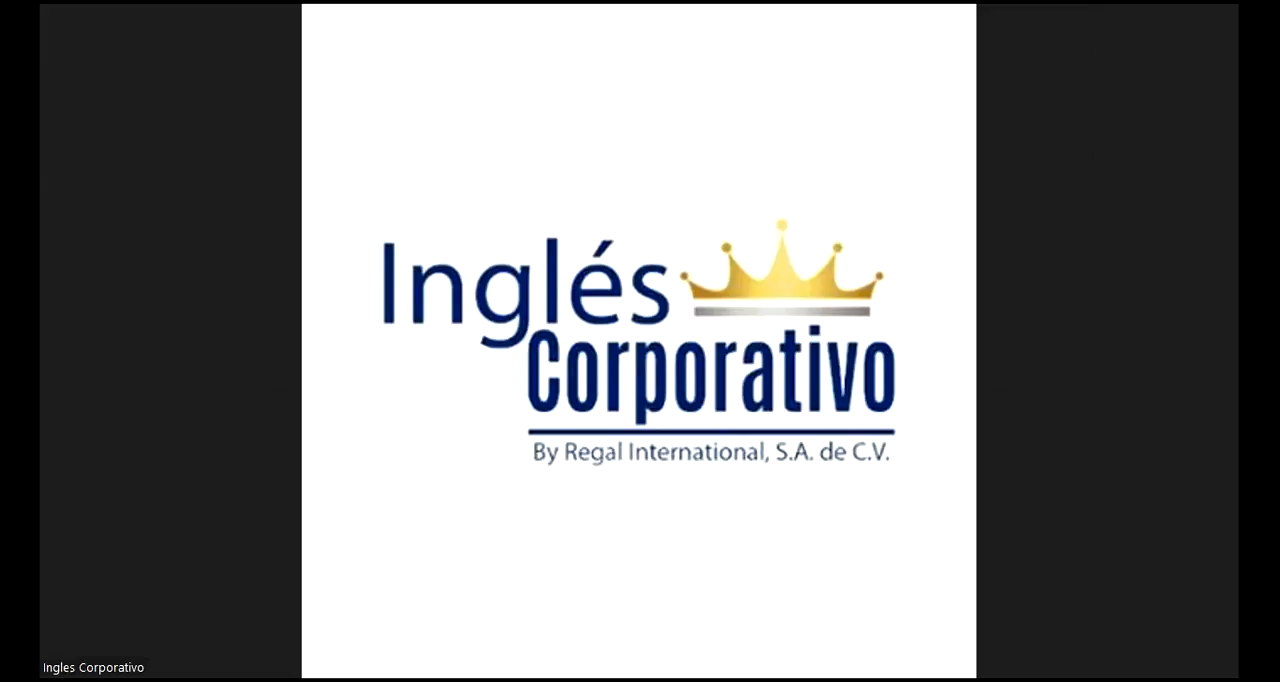 Inglés
Corporativo
By Regal International, S.A. de C.V.
Ingles Corporativo